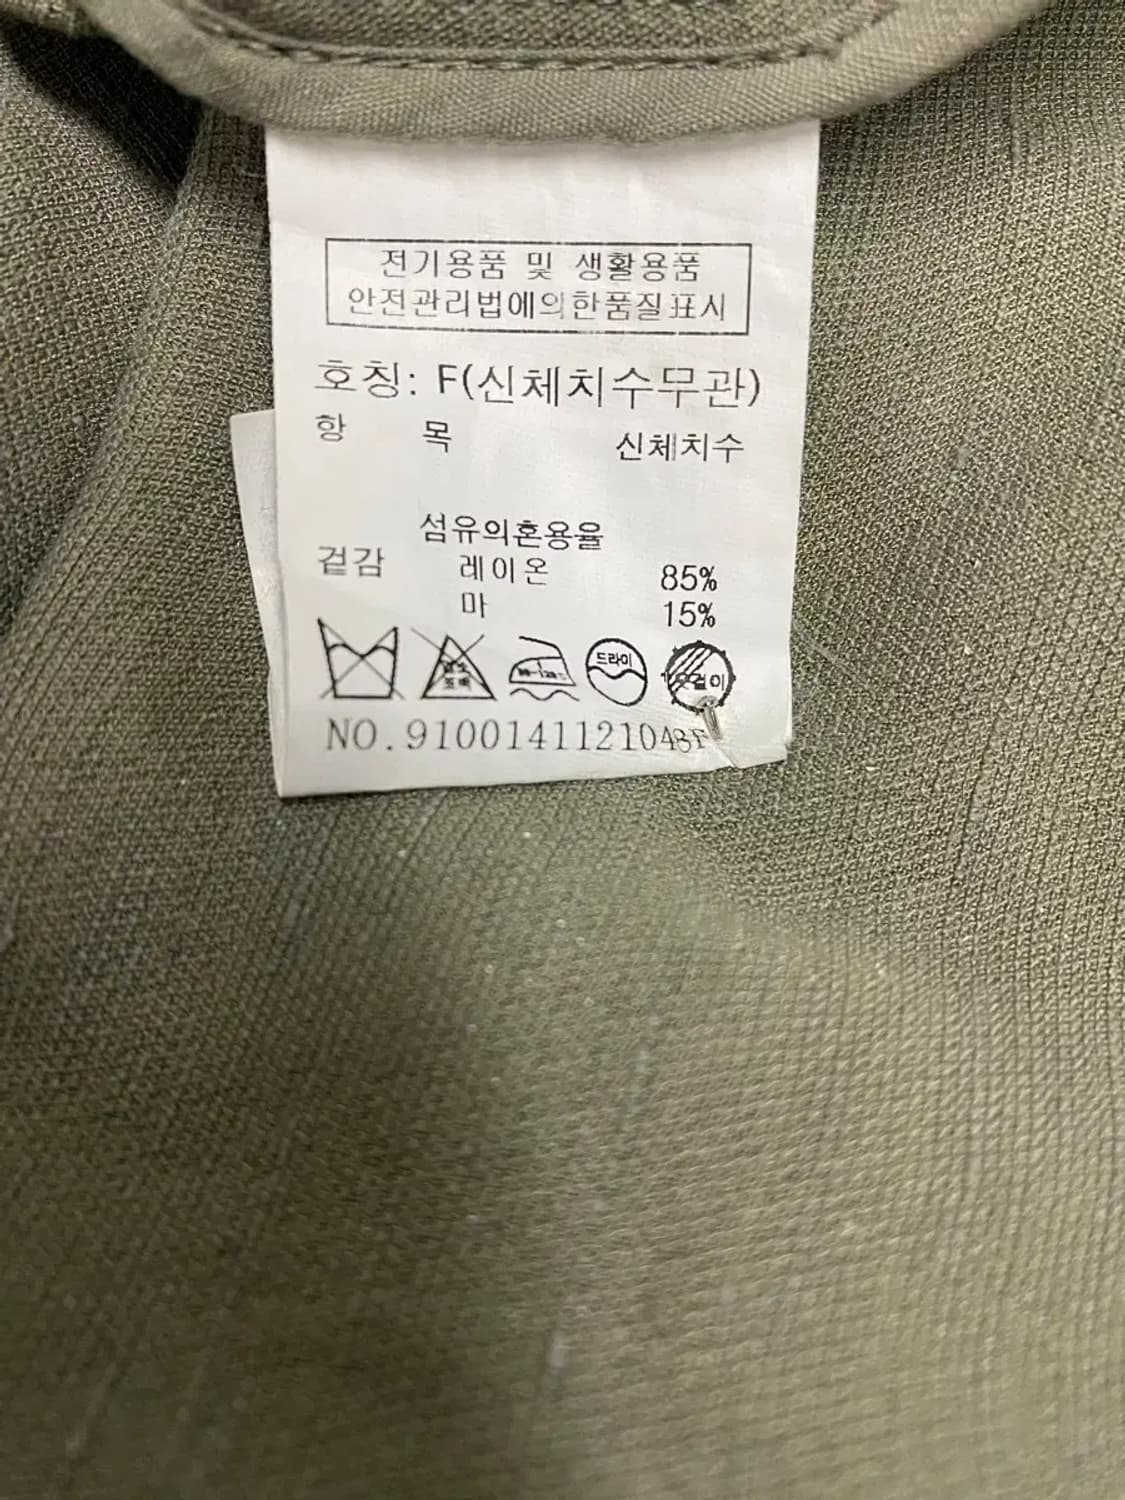 전기용품 및 생활용품
안전관리법에의한품질표시
호칭: F(신체치수무관)
항 목 신체치수
섬유의혼용율
겉감 레이온 85%
마 15%
드라이
NO.910014112104